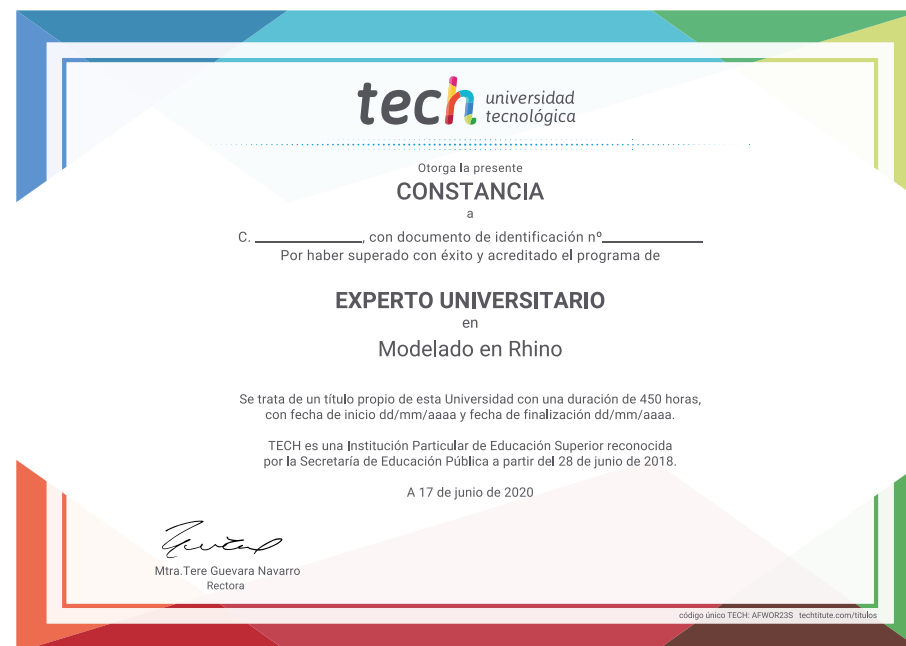 tech universidad
tecnológica
Otorga la presente
CONSTANCIA
a
C. ____________, con documento de identificación nº____________
Por haber superado con éxito y acreditado el programa de
EXPERTO UNIVERSITARIO
en
Modelado en Rhino
Se trata de un título propio de esta Universidad con una duración de 450 horas,
con fecha de inicio dd/mm/aaaa y fecha de finalización dd/mm/aaaa.
TECH es una Institución Particular de Educación Superior reconocida
por la Secretaría de Educación Pública a partir del 28 de junio de 2018.
A 17 de junio de 2020
Mtra.Tere Guevara Navarro
Rectora
código único TECH: AFWOR23S techtitute.com/titulos